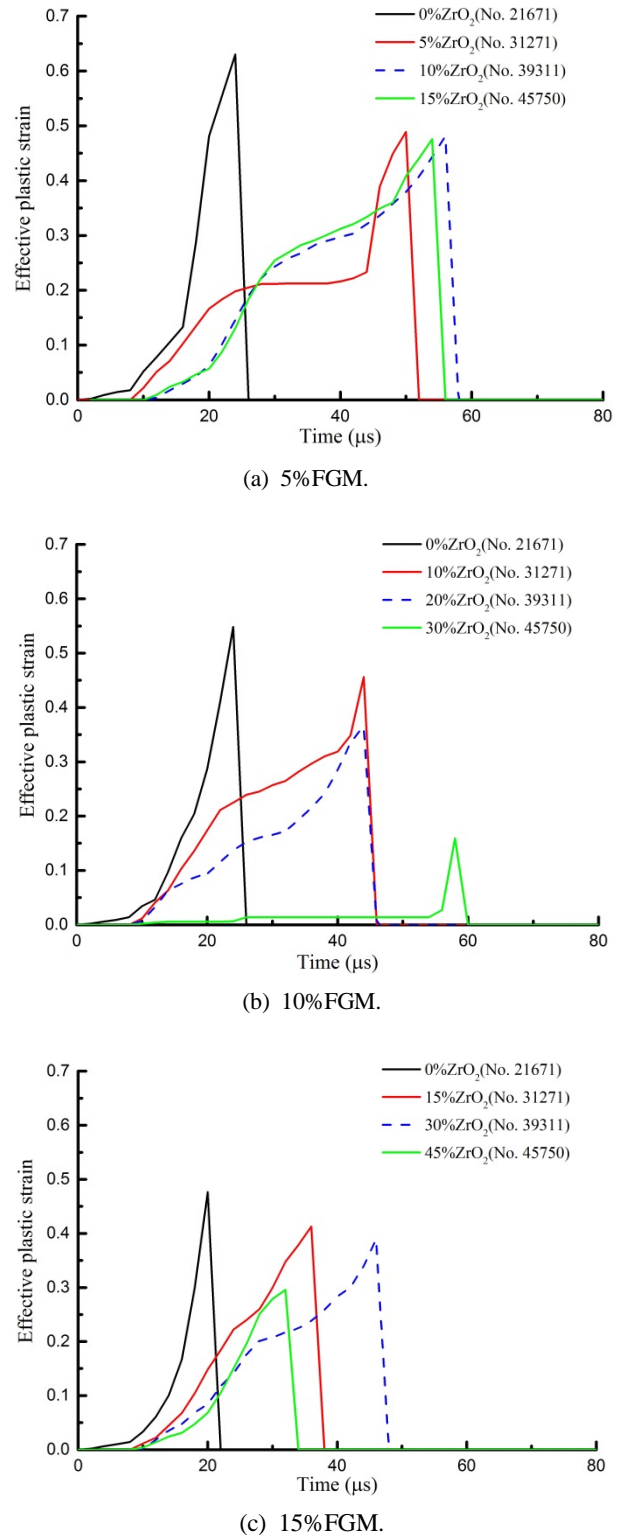 0.7
0.6
0.5
0.4
0.3
0.2
0.1
0.0
Effective plastic strain
0%ZrO₂(No. 21671)
5%ZrO₂(No. 31271)
10%ZrO₂(No. 39311)
15%ZrO₂(No. 45750)
0 20 40 60 80
Time (μs)
(a) 5%FGM.
0.7
0.6
0.5
0.4
0.3
0.2
0.1
0.0
Effective plastic strain
0%ZrO₂(No. 21671)
10%ZrO₂(No. 31271)
20%ZrO₂(No. 39311)
30%ZrO₂(No. 45750)
0 20 40 60 80
Time (μs)
(b) 10%FGM.
0.7
0.6
0.5
0.4
0.3
0.2
0.1
0.0
Effective plastic strain
0%ZrO₂(No. 21671)
15%ZrO₂(No. 31271)
30%ZrO₂(No. 39311)
45%ZrO₂(No. 45750)
0 20 40 60 80
Time (μs)
(c) 15%FGM.